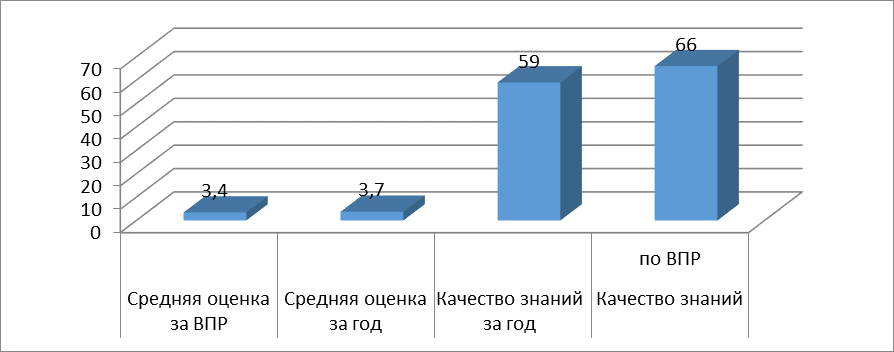 70
60
50
40
30
20
10
0
3,4
3,7
59
66
Средняя оценка
за ВПР
Средняя оценка
за год
Качество знаний
за год
по ВПР
Качество знаний